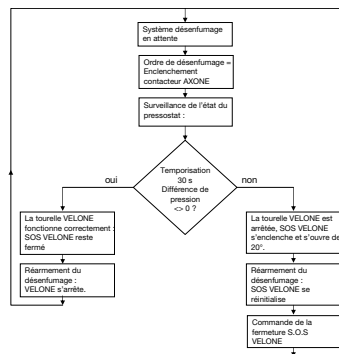 Système désenfumage
en attente
Ordre de désenfumage =
Enclenchement
contacteur AXONE
Surveillance de l'état du
pressostat :
Temporisation
30 s
Différence de
pression
<> 0 ?
oui
non
La tourelle VELONE
fonctionne correctement :
SOS VELONE reste
fermé
La tourelle VELONE est
arrêtée, SOS VELONE
s'enclenche et s'ouvre de
20°.
Réarmement du
désenfumage :
VELONE s'arrête.
Réarmement du
désenfumage :
SOS VELONE se
réinitialise
Commande de la
fermeture S.O.S
VELONE